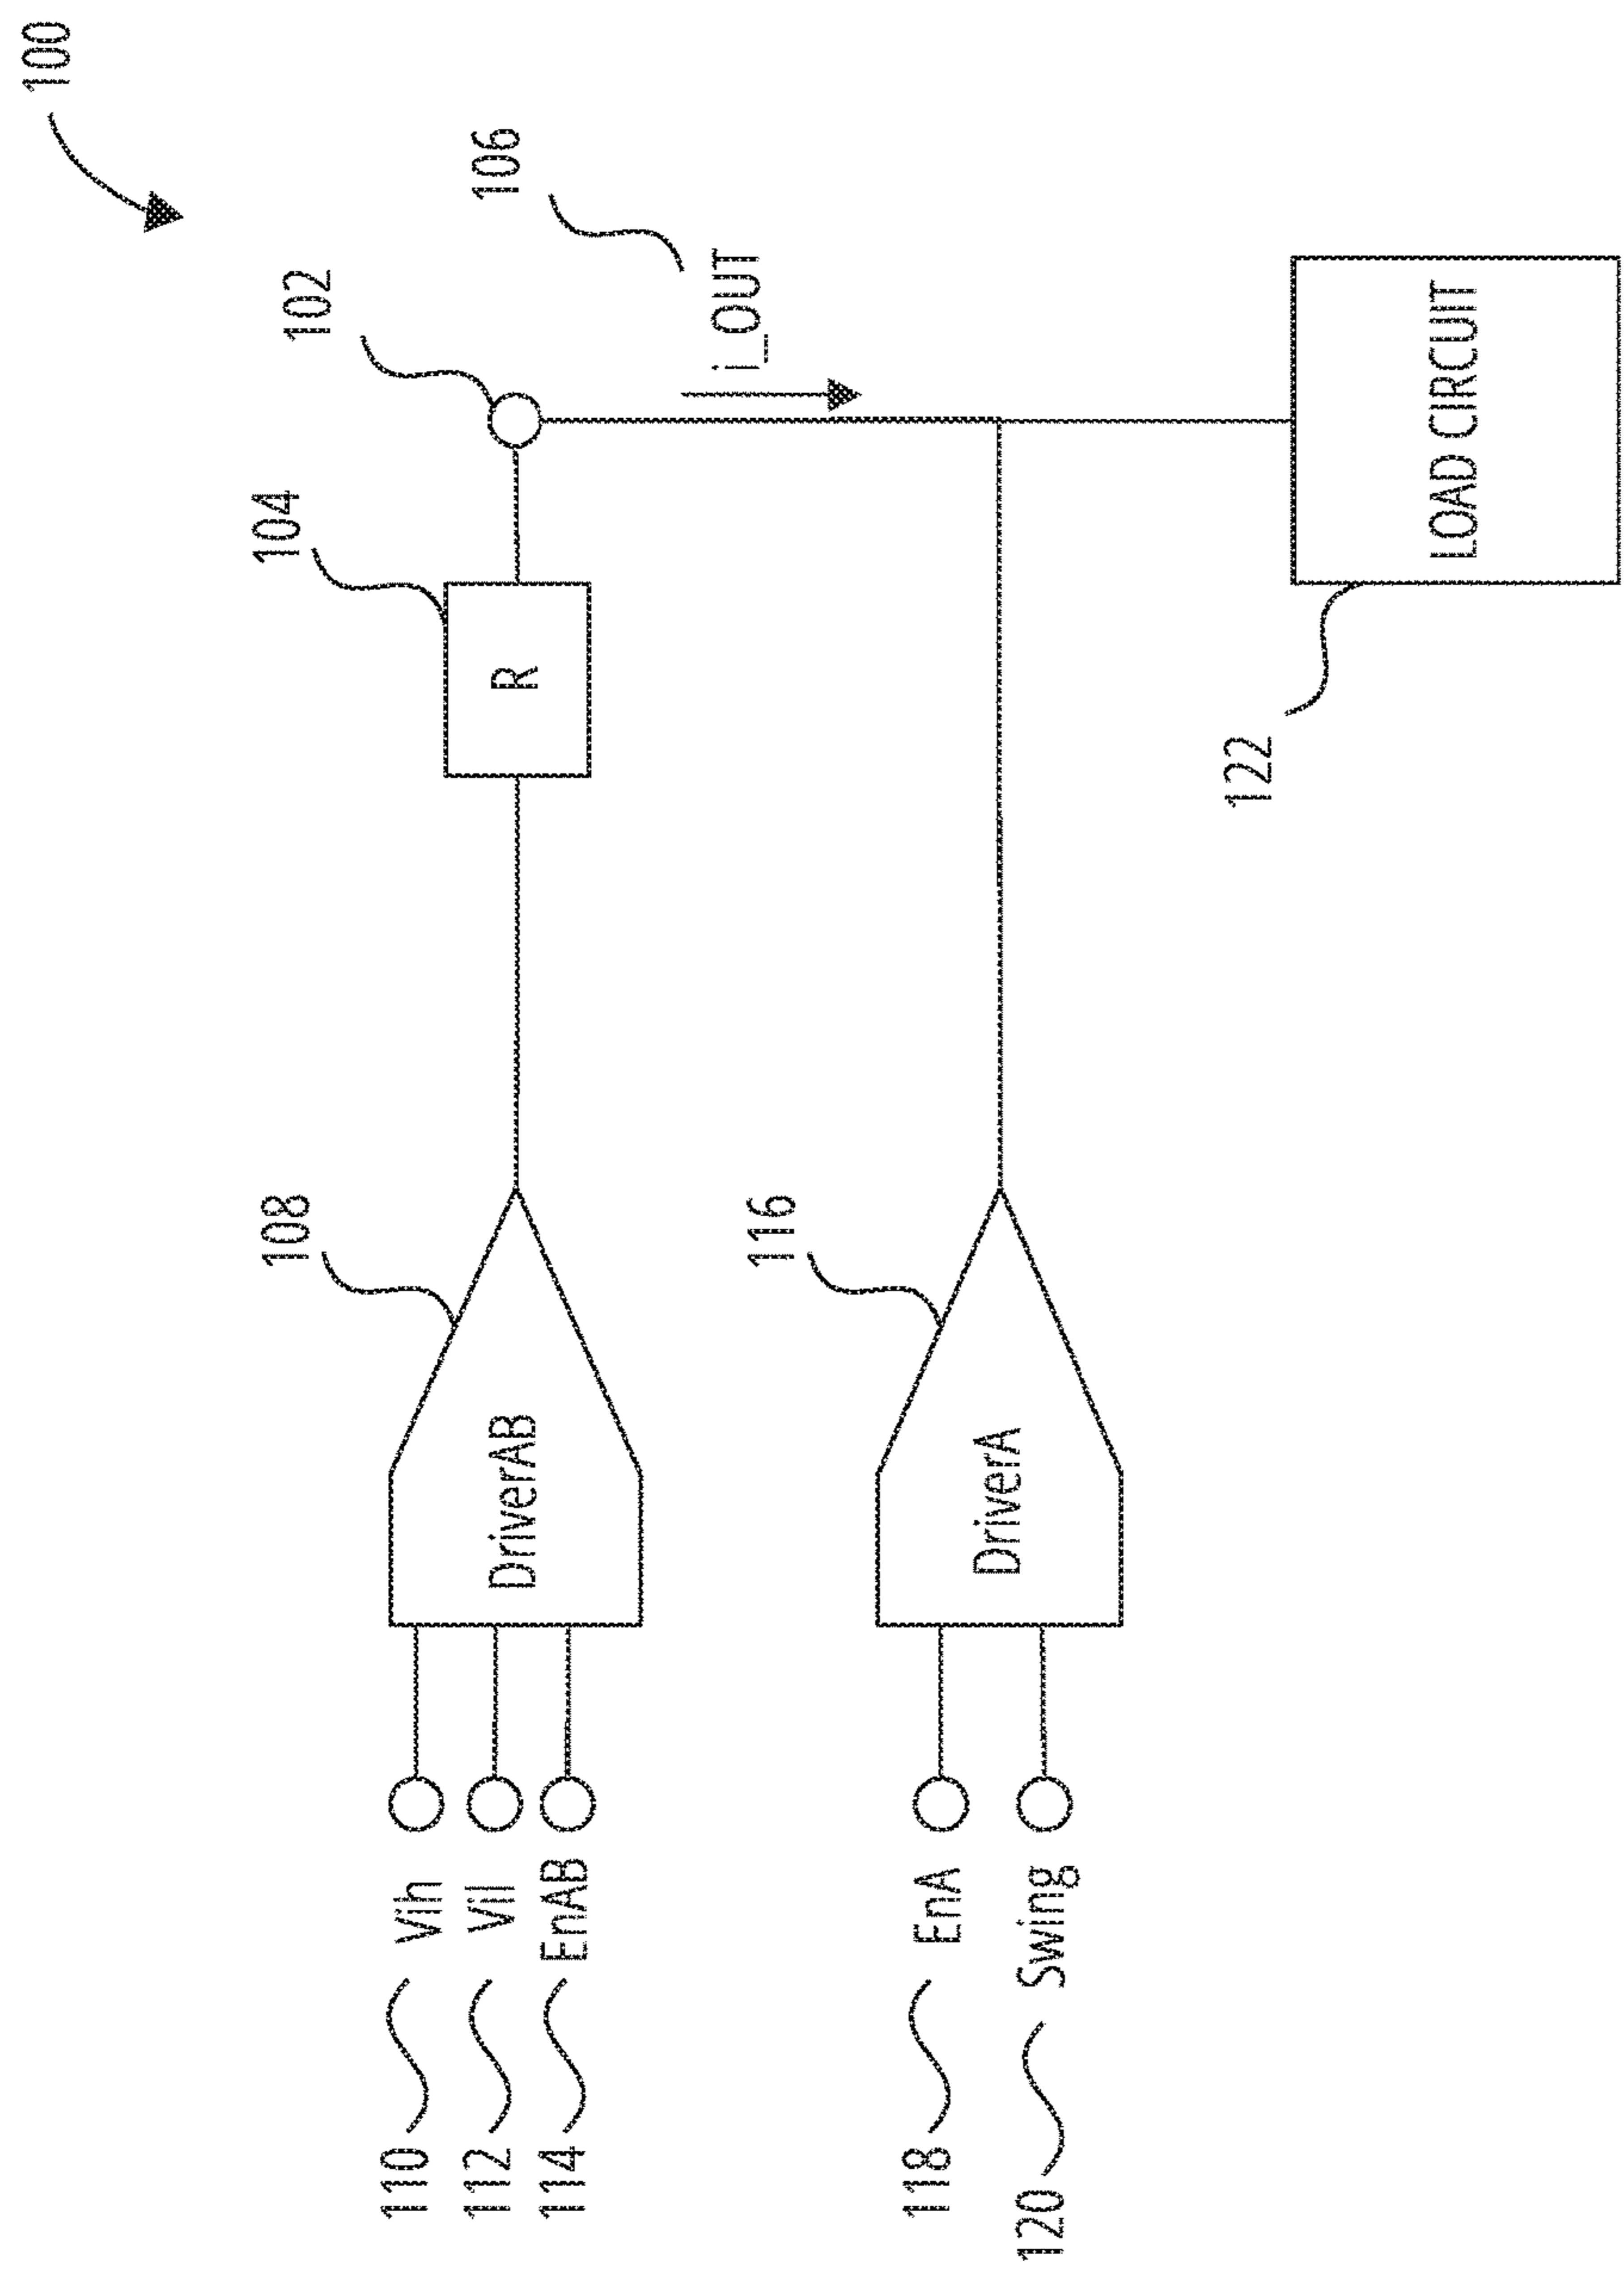 100
108
104
102
110
Vih
112
Vil
114
EnAB
DriverAB
R
106
i_OUT
116
118
EnA
120
Swing
DriverA
122
LOAD CIRCUIT